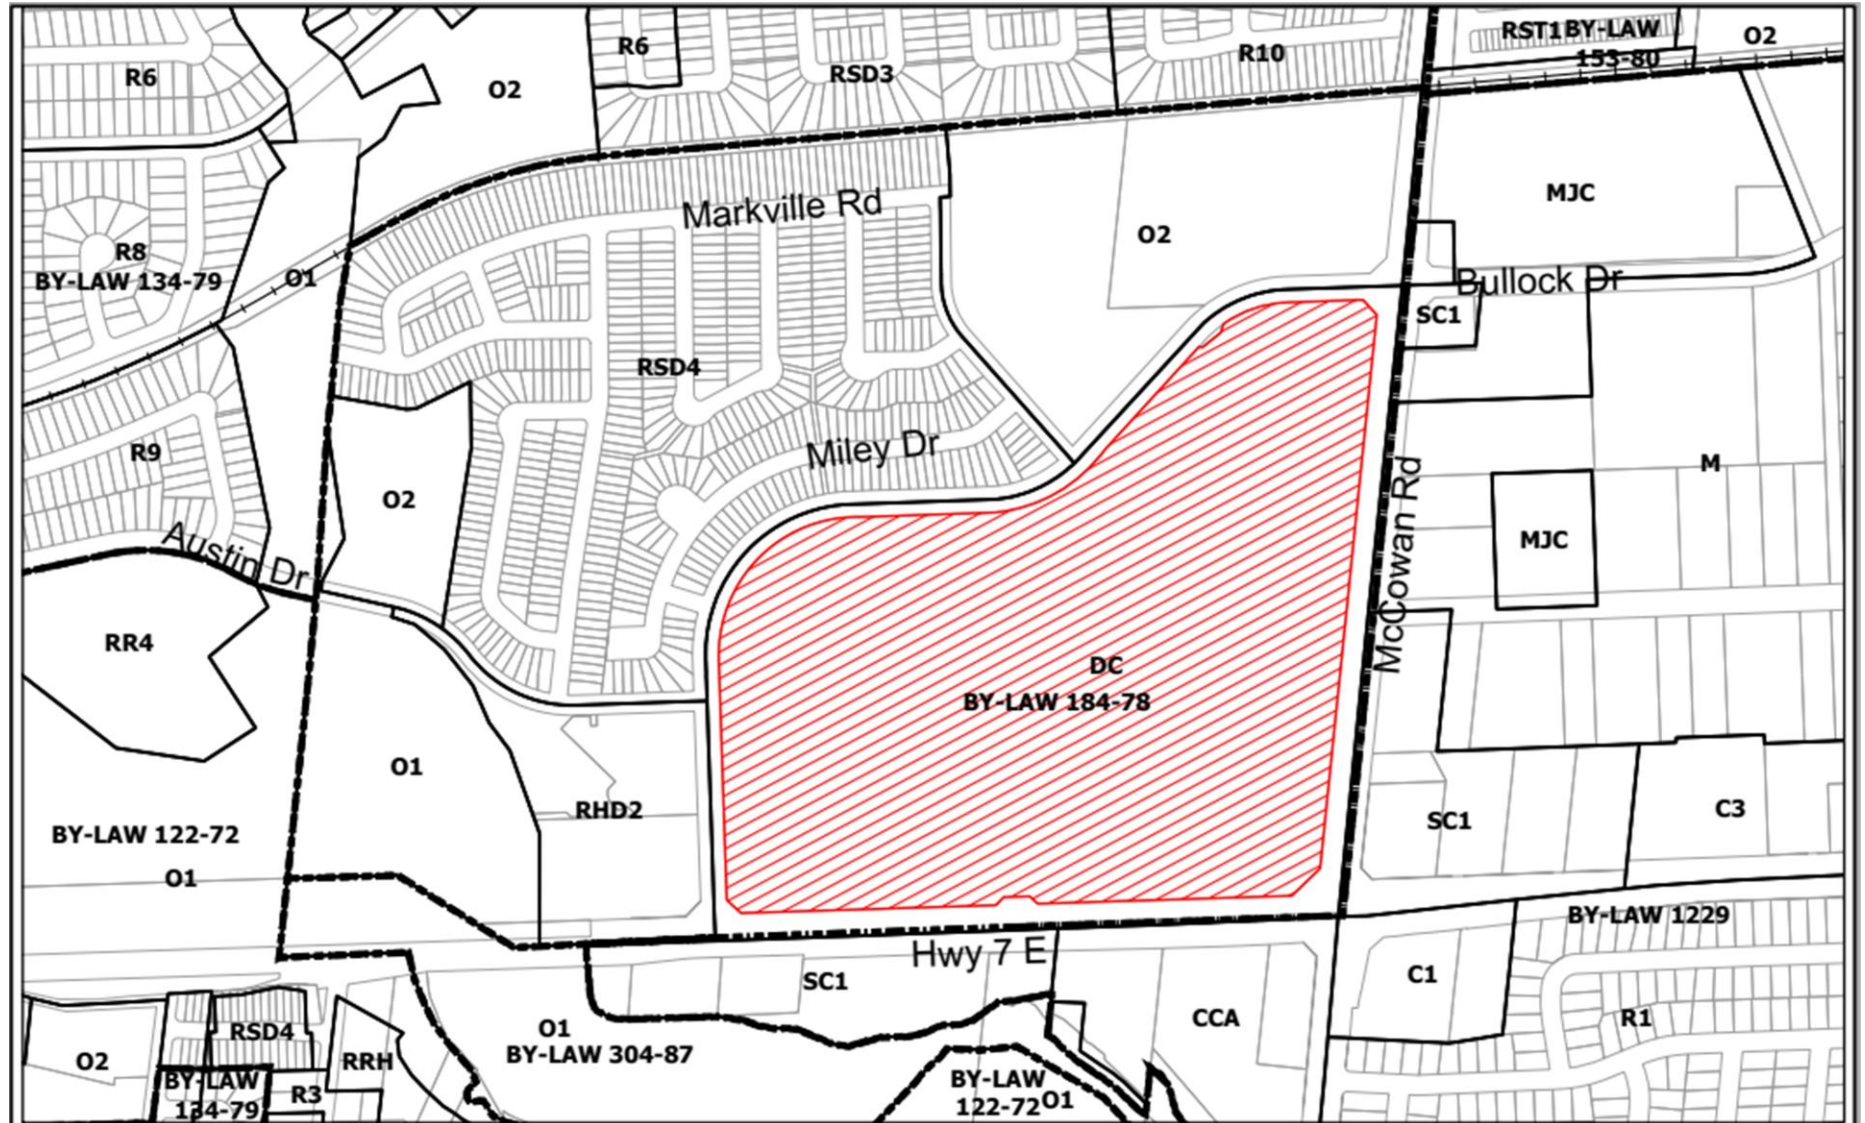 RST1 BY-LAW
153-80
O2
R6
RSD3
R10
R6
O2
MJC
Markville Rd
O2
R8
BY-LAW 134-79
O1
Bullock Dr
SC1
RSD4
Miley Dr
R9
M
O2
McCowan Rd
MJC
Austin Dr
RR4
DC
BY-LAW 184-78
O1
RHD2
SC1
C3
BY-LAW 122-72
O1
BY-LAW 1229
Hwy 7 E
SC1
C1
CCA
R1
O1
BY-LAW 304-87
RSD4
O2
RRH
BY-LAW
134-79
R3
BY-LAW
122-72 O1